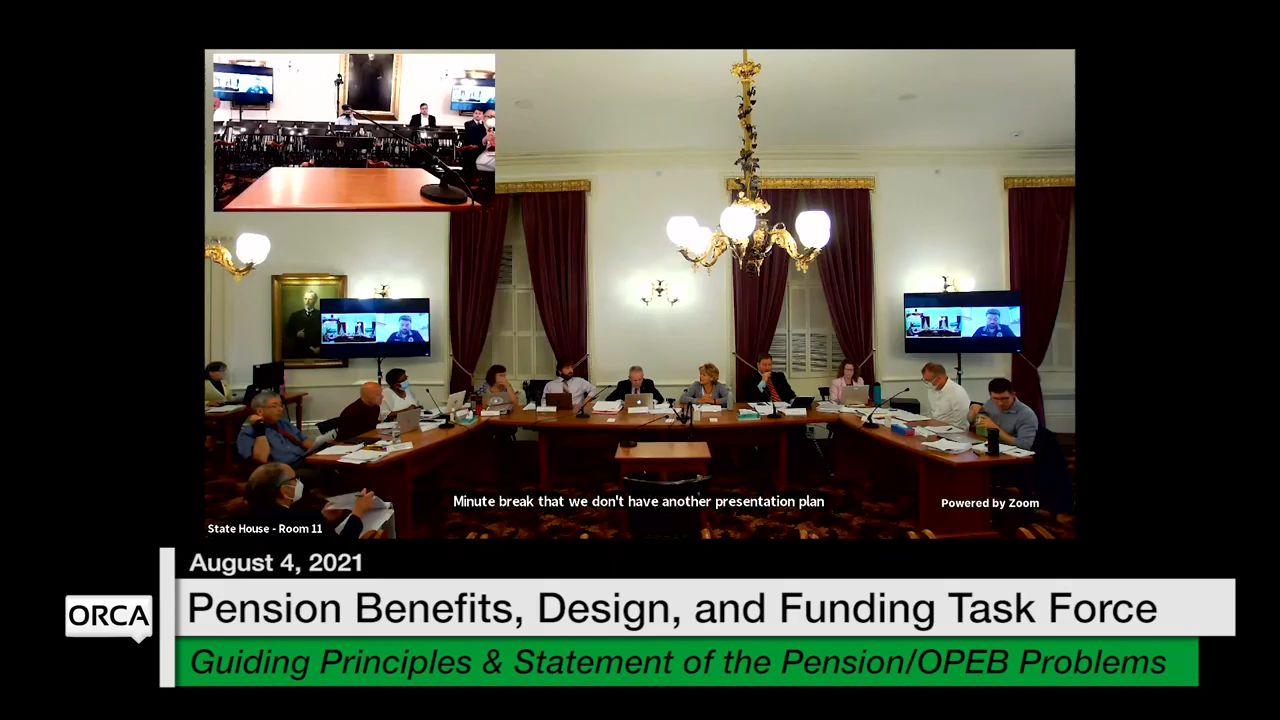 Minute break that we don't have another presentation plan
Powered by Zoom
State House - Room 11
August 4, 2021
ORCA
Pension Benefits, Design, and Funding Task Force
Guiding Principles & Statement of the Pension/OPEB Problems